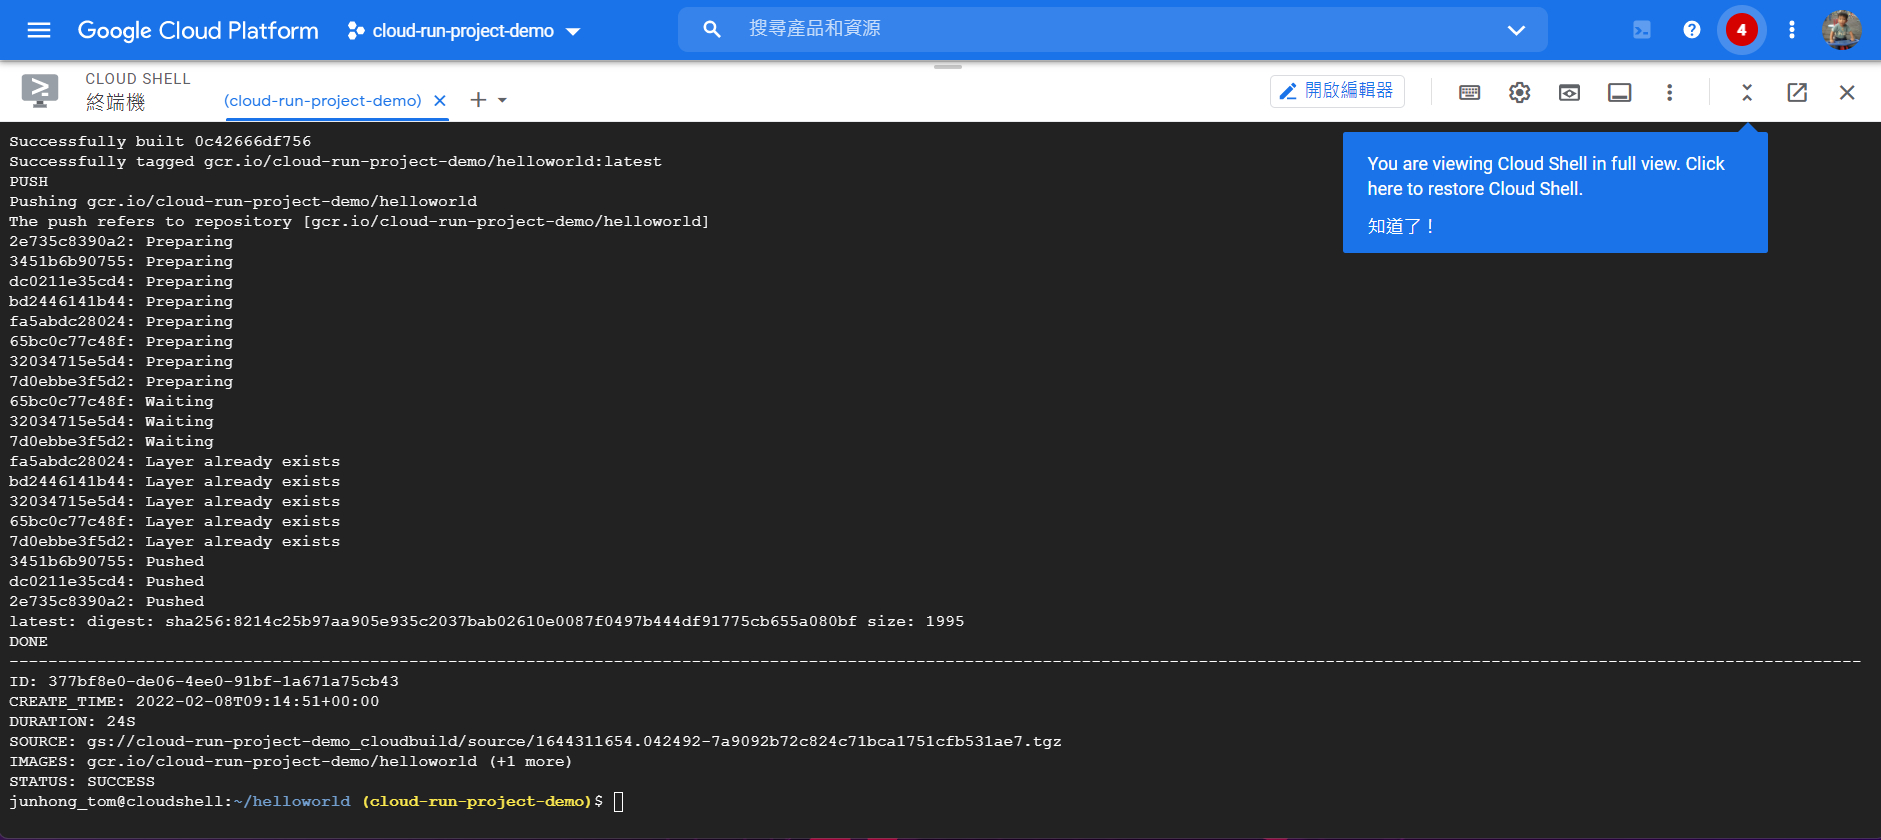 Google Cloud Platform
cloud-run-project-demo
搜尋產品和資源
4
CLOUD SHELL
終端機
(cloud-run-project-demo)
開啟編輯器
You are viewing Cloud Shell in full view. Click
here to restore Cloud Shell.
知道了！
Successfully built 0c42666df756
Successfully tagged gcr.io/cloud-run-project-demo/helloworld:latest
PUSH
Pushing gcr.io/cloud-run-project-demo/helloworld
The push refers to repository [gcr.io/cloud-run-project-demo/helloworld]
2e735c8390a2: Preparing
3451b6b90755: Preparing
dc0211e35cd4: Preparing
bd2446141b44: Preparing
fa5abdc28024: Preparing
65bc0c77c48f: Preparing
32034715e5d4: Preparing
7d0ebbe3f5d2: Preparing
65bc0c77c48f: Waiting
32034715e5d4: Waiting
7d0ebbe3f5d2: Waiting
fa5abdc28024: Layer already exists
bd2446141b44: Layer already exists
32034715e5d4: Layer already exists
65bc0c77c48f: Layer already exists
7d0ebbe3f5d2: Layer already exists
3451b6b90755: Pushed
dc0211e35cd4: Pushed
2e735c8390a2: Pushed
latest: digest: sha256:8214c25b97aa905e935c2037bab02610e0087f0497b444df91775cb655a080bf size: 1995
DONE
--------------------------------------------------------------------------------------------------------------------------------------------------------------------------------------------------
ID: 377bf8e0-de06-4ee0-91bf-1a671a75cb43
CREATE_TIME: 2022-02-08T09:14:51+00:00
DURATION: 24S
SOURCE: gs://cloud-run-project-demo_cloudbuild/source/1644311654.042492-7a9092b72c824c71bca1751cfb531ae7.tgz
IMAGES: gcr.io/cloud-run-project-demo/helloworld (+1 more)
STATUS: SUCCESS
junhong_tom@cloudshell:~/helloworld (cloud-run-project-demo)$